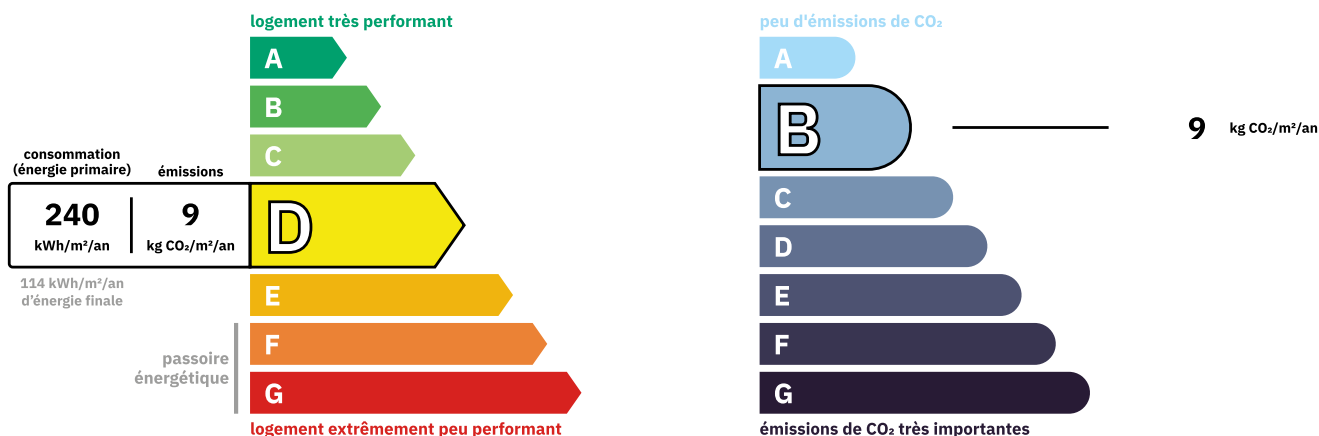 logement très performant
A
B
C
consommation
(énergie primaire)
émissions
240
kWh/m²/an
9
kg CO₂/m²/an
D
114 kWh/m²/an
d'énergie finale
E
passoire
énergétique
F
G
logement extrêmement peu performant
peu d'émissions de CO₂
A
B
9 kg CO₂/m²/an
C
D
E
F
G
émissions de CO₂ très importantes